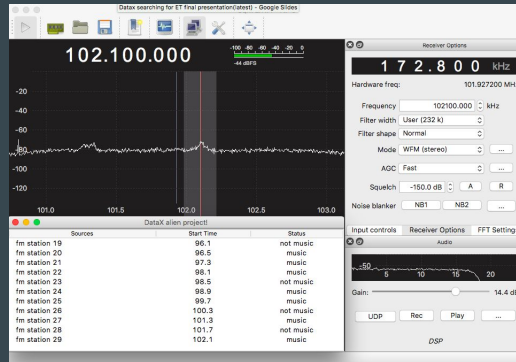 Datax searching for ET final presentation(latest) - Google Slides
102.100.000
-100 -80 -60 -40 -20 0
-44 dBFS
-20
-40
-60
-80
-100
-120
101.0 101.5 102.0 102.5 103.0
Receiver Options
172.800 kHz
Hardware freq: 101.927200 MHz
Frequency 102100.000 kHz
Filter width User (232 k)
Filter shape Normal
Mode WFM (stereo) ...
AGC Fast ...
Squelch -150.0 dB A R
Noise blanker NB1 NB2 ...
Input controls Receiver Options FFT Settings
Audio
-50
5 10 15 20
Gain: 14.4 dB
UDP Rec Play ...
DSP
DataX alien project!
Sources Start Time Status
fm station 19 96.1 not music
fm station 20 96.5 music
fm station 21 97.3 music
fm station 22 98.1 music
fm station 23 98.5 not music
fm station 24 98.9 music
fm station 25 99.7 music
fm station 26 100.3 not music
fm station 27 101.3 music
fm station 28 101.7 not music
fm station 29 102.1 music